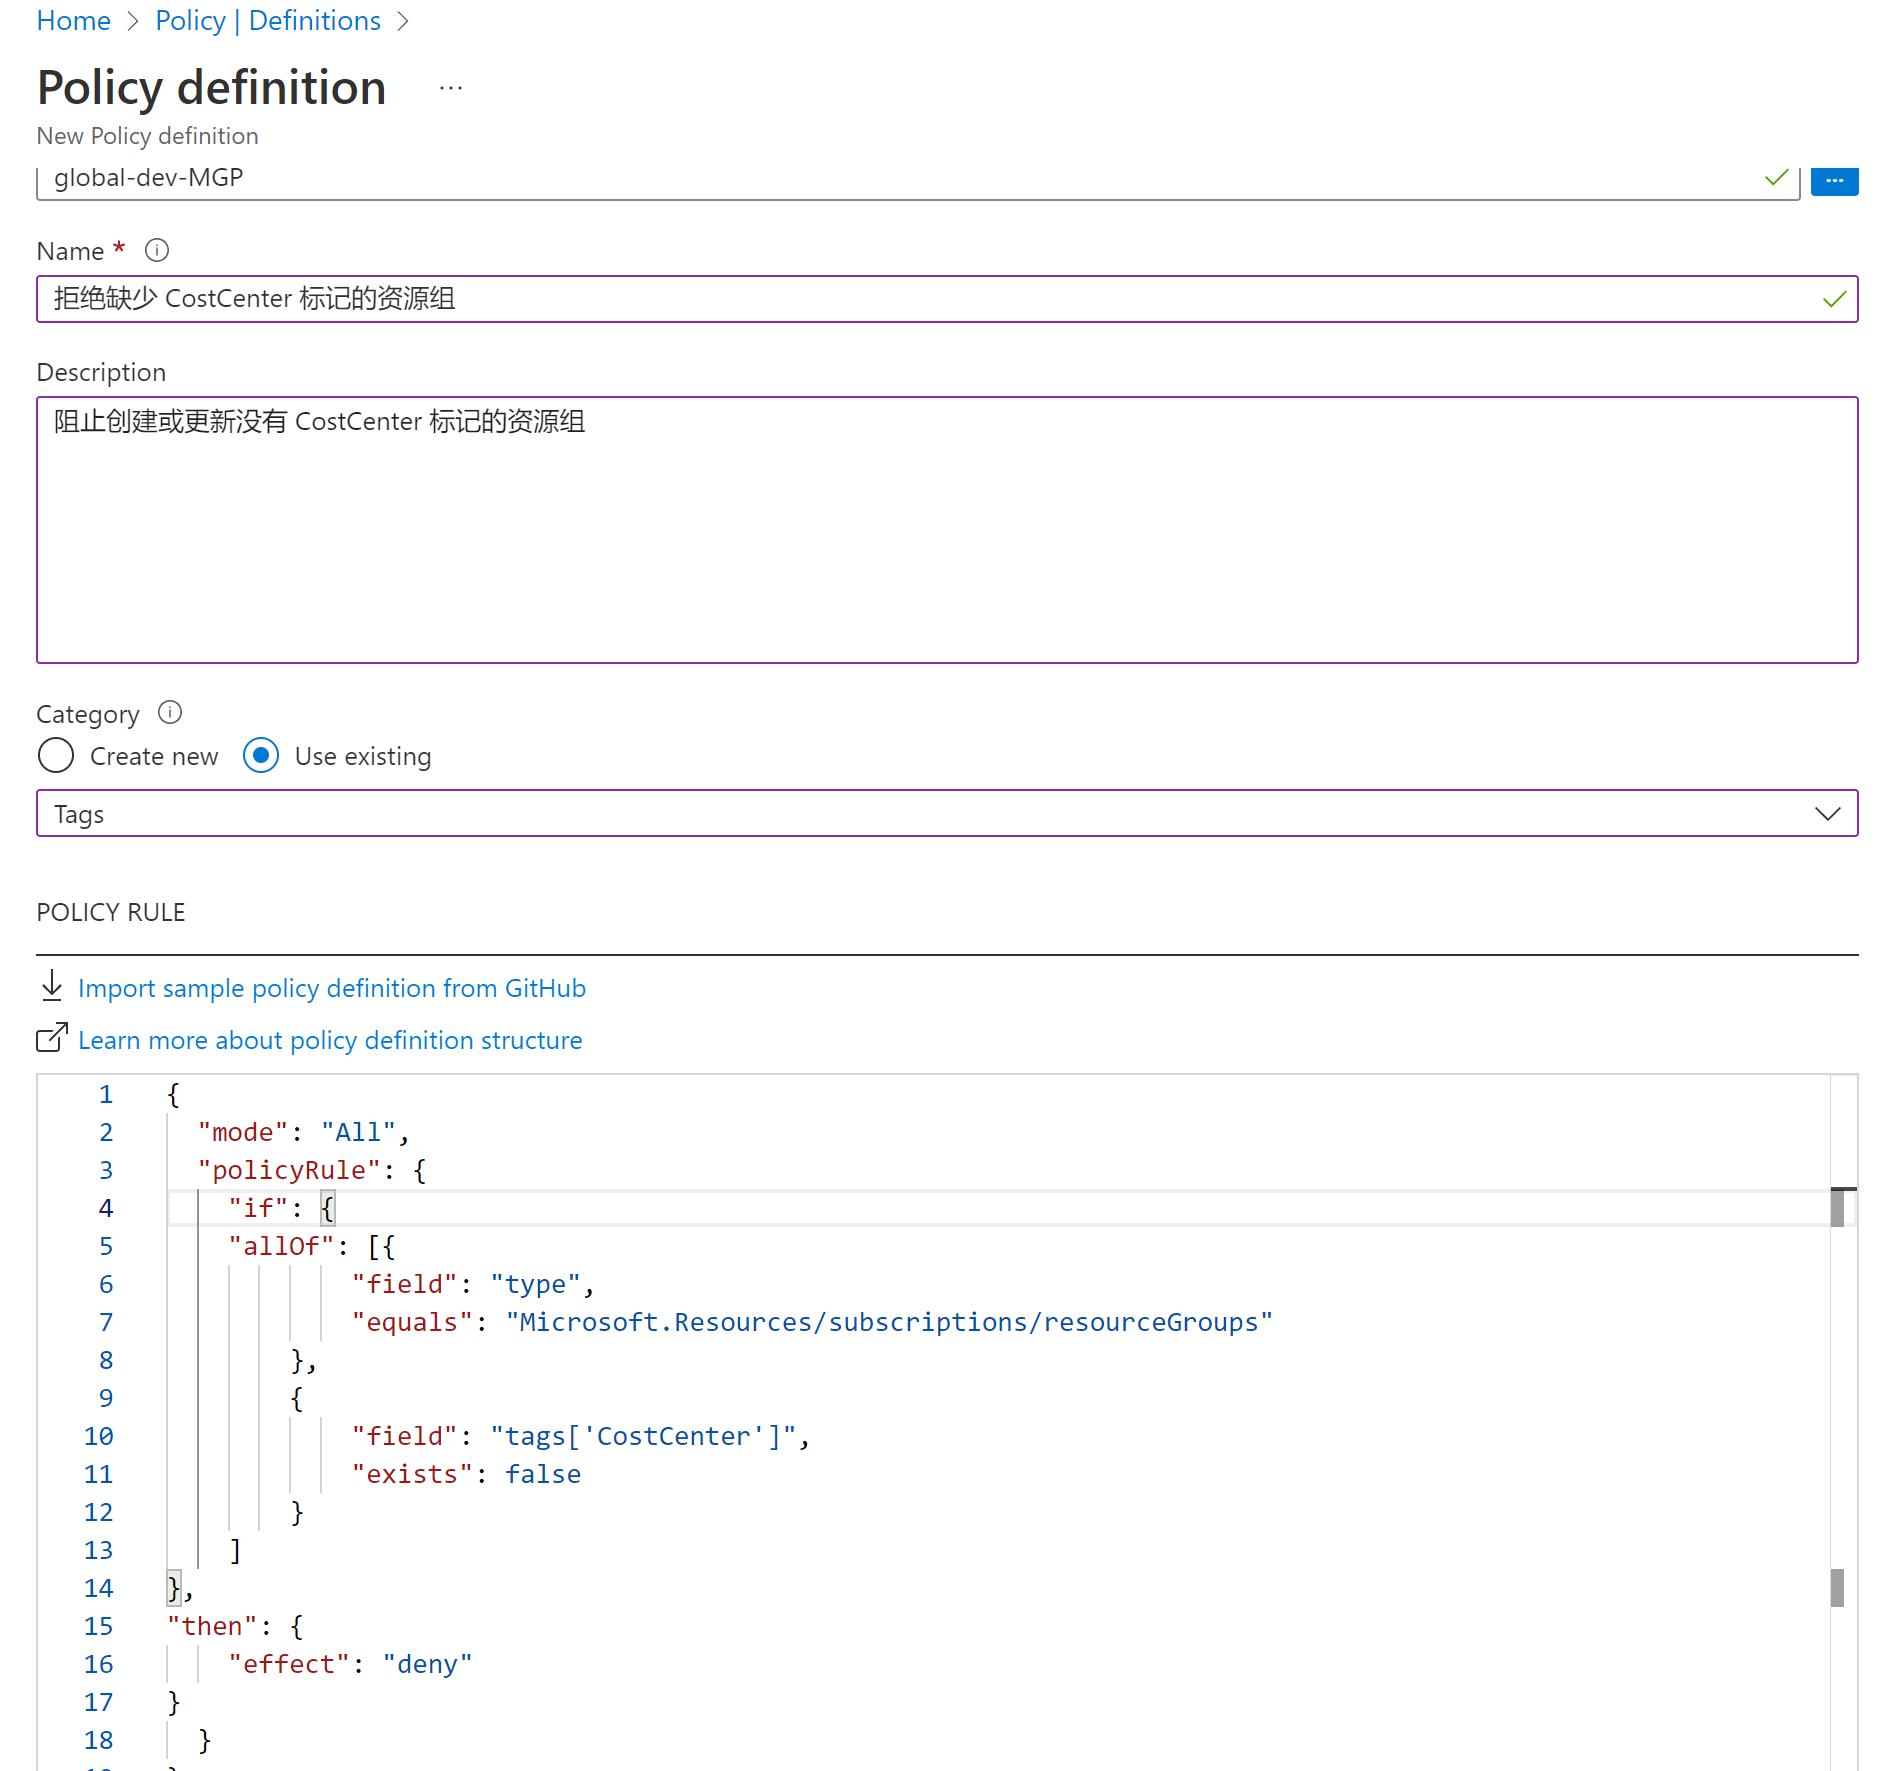 Home > Policy | Definitions >
Policy definition ...
New Policy definition
global-dev-MGP
Name *
拒绝缺少 CostCenter 标记的资源组
Description
阻止创建或更新没有 CostCenter 标记的资源组
Category
Create new Use existing
Tags
POLICY RULE
Import sample policy definition from GitHub
Learn more about policy definition structure
1 {
2 "mode": "All",
3 "policyRule": {
4 "if": {
5 "allOf": [{
6 "field": "type",
7 "equals": "Microsoft.Resources/subscriptions/resourceGroups"
8 },
9 {
10 "field": "tags['CostCenter']",
11 "exists": false
12 }
13 ]
14 },
15 "then": {
16 "effect": "deny"
17 }
18 }